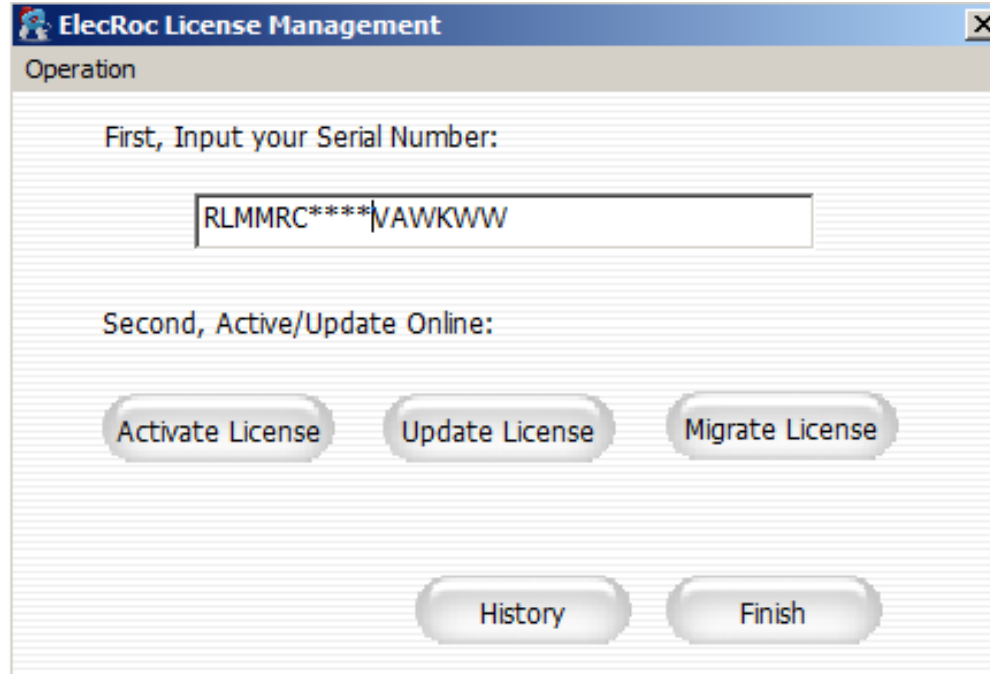 ElecRoc License Management
Operation
First, Input your Serial Number:
RLMMRC****VAWKWW
Second, Active/Update Online:
Activate License Update License Migrate License
History Finish